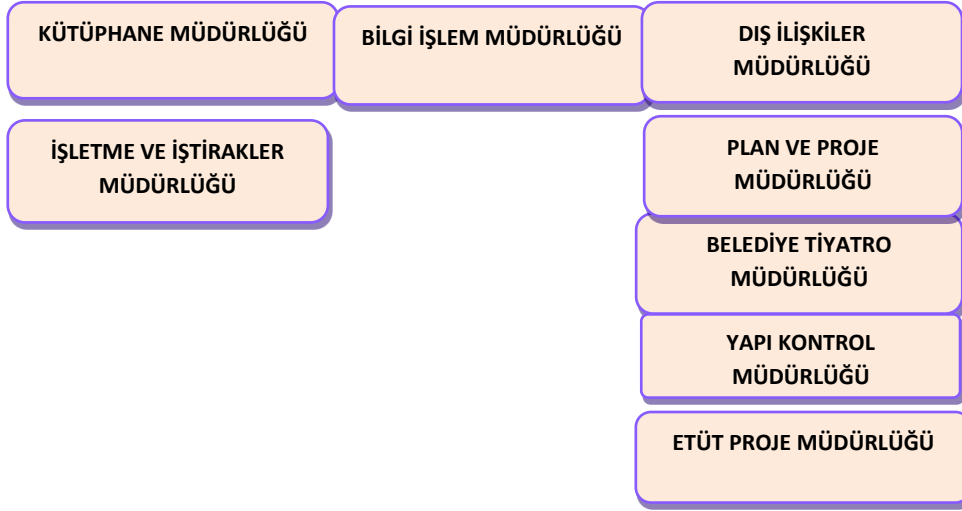 KÜTÜPHANE MÜDÜRLÜĞÜ
BİLGİ İŞLEM MÜDÜRLÜĞÜ
DIŞ İLİŞKİLER
MÜDÜRLÜĞÜ
İŞLETME VE İŞTİRAKLER
MÜDÜRLÜĞÜ
PLAN VE PROJE
MÜDÜRLÜĞÜ
BELEDİYE TİYATRO
MÜDÜRLÜĞÜ
YAPI KONTROL
MÜDÜRLÜĞÜ
ETÜT PROJE MÜDÜRLÜĞÜ